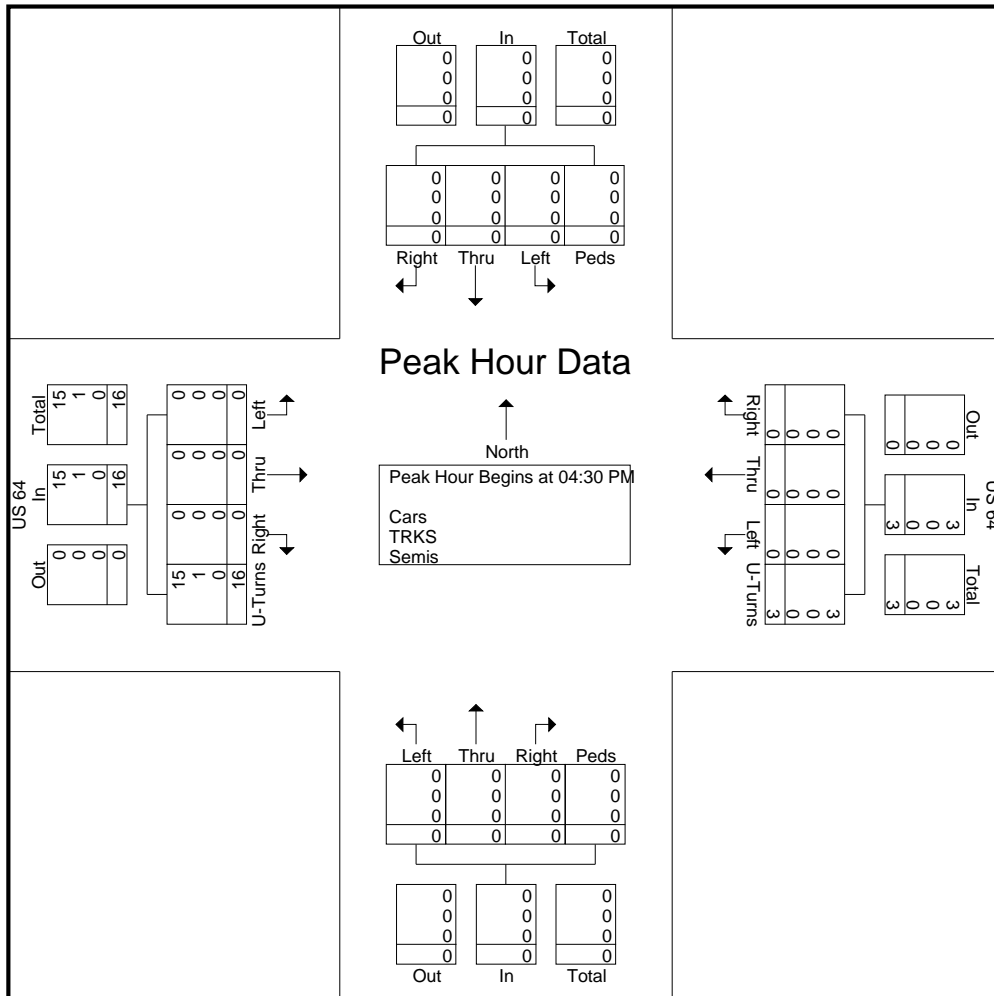 Out In Total
0 0 0
0 0 0
0 0 0
0 0 0
0 0 0 0
0 0 0 0
0 0 0 0
0 0 0 0
Right Thru Left Peds
Peak Hour Data
North
Peak Hour Begins at 04:30 PM
Cars
TRKS
Semis
US 64
Out In Total
0 15 15
0 1 1
0 0 0
0 16 16
15 0 0 0
1 0 0 0
0 0 0 0
16 0 0 0
U-Turns Right Thru Left
US 64
Out In Total
0 3 3
0 0 0
0 0 0
0 3 3
0 0 0 3
0 0 0 0
0 0 0 0
0 0 0 3
Right Thru Left U-Turns
Left Thru Right Peds
0 0 0 0
0 0 0 0
0 0 0 0
0 0 0 0
0 0 0
0 0 0
0 0 0
0 0 0
Out In Total